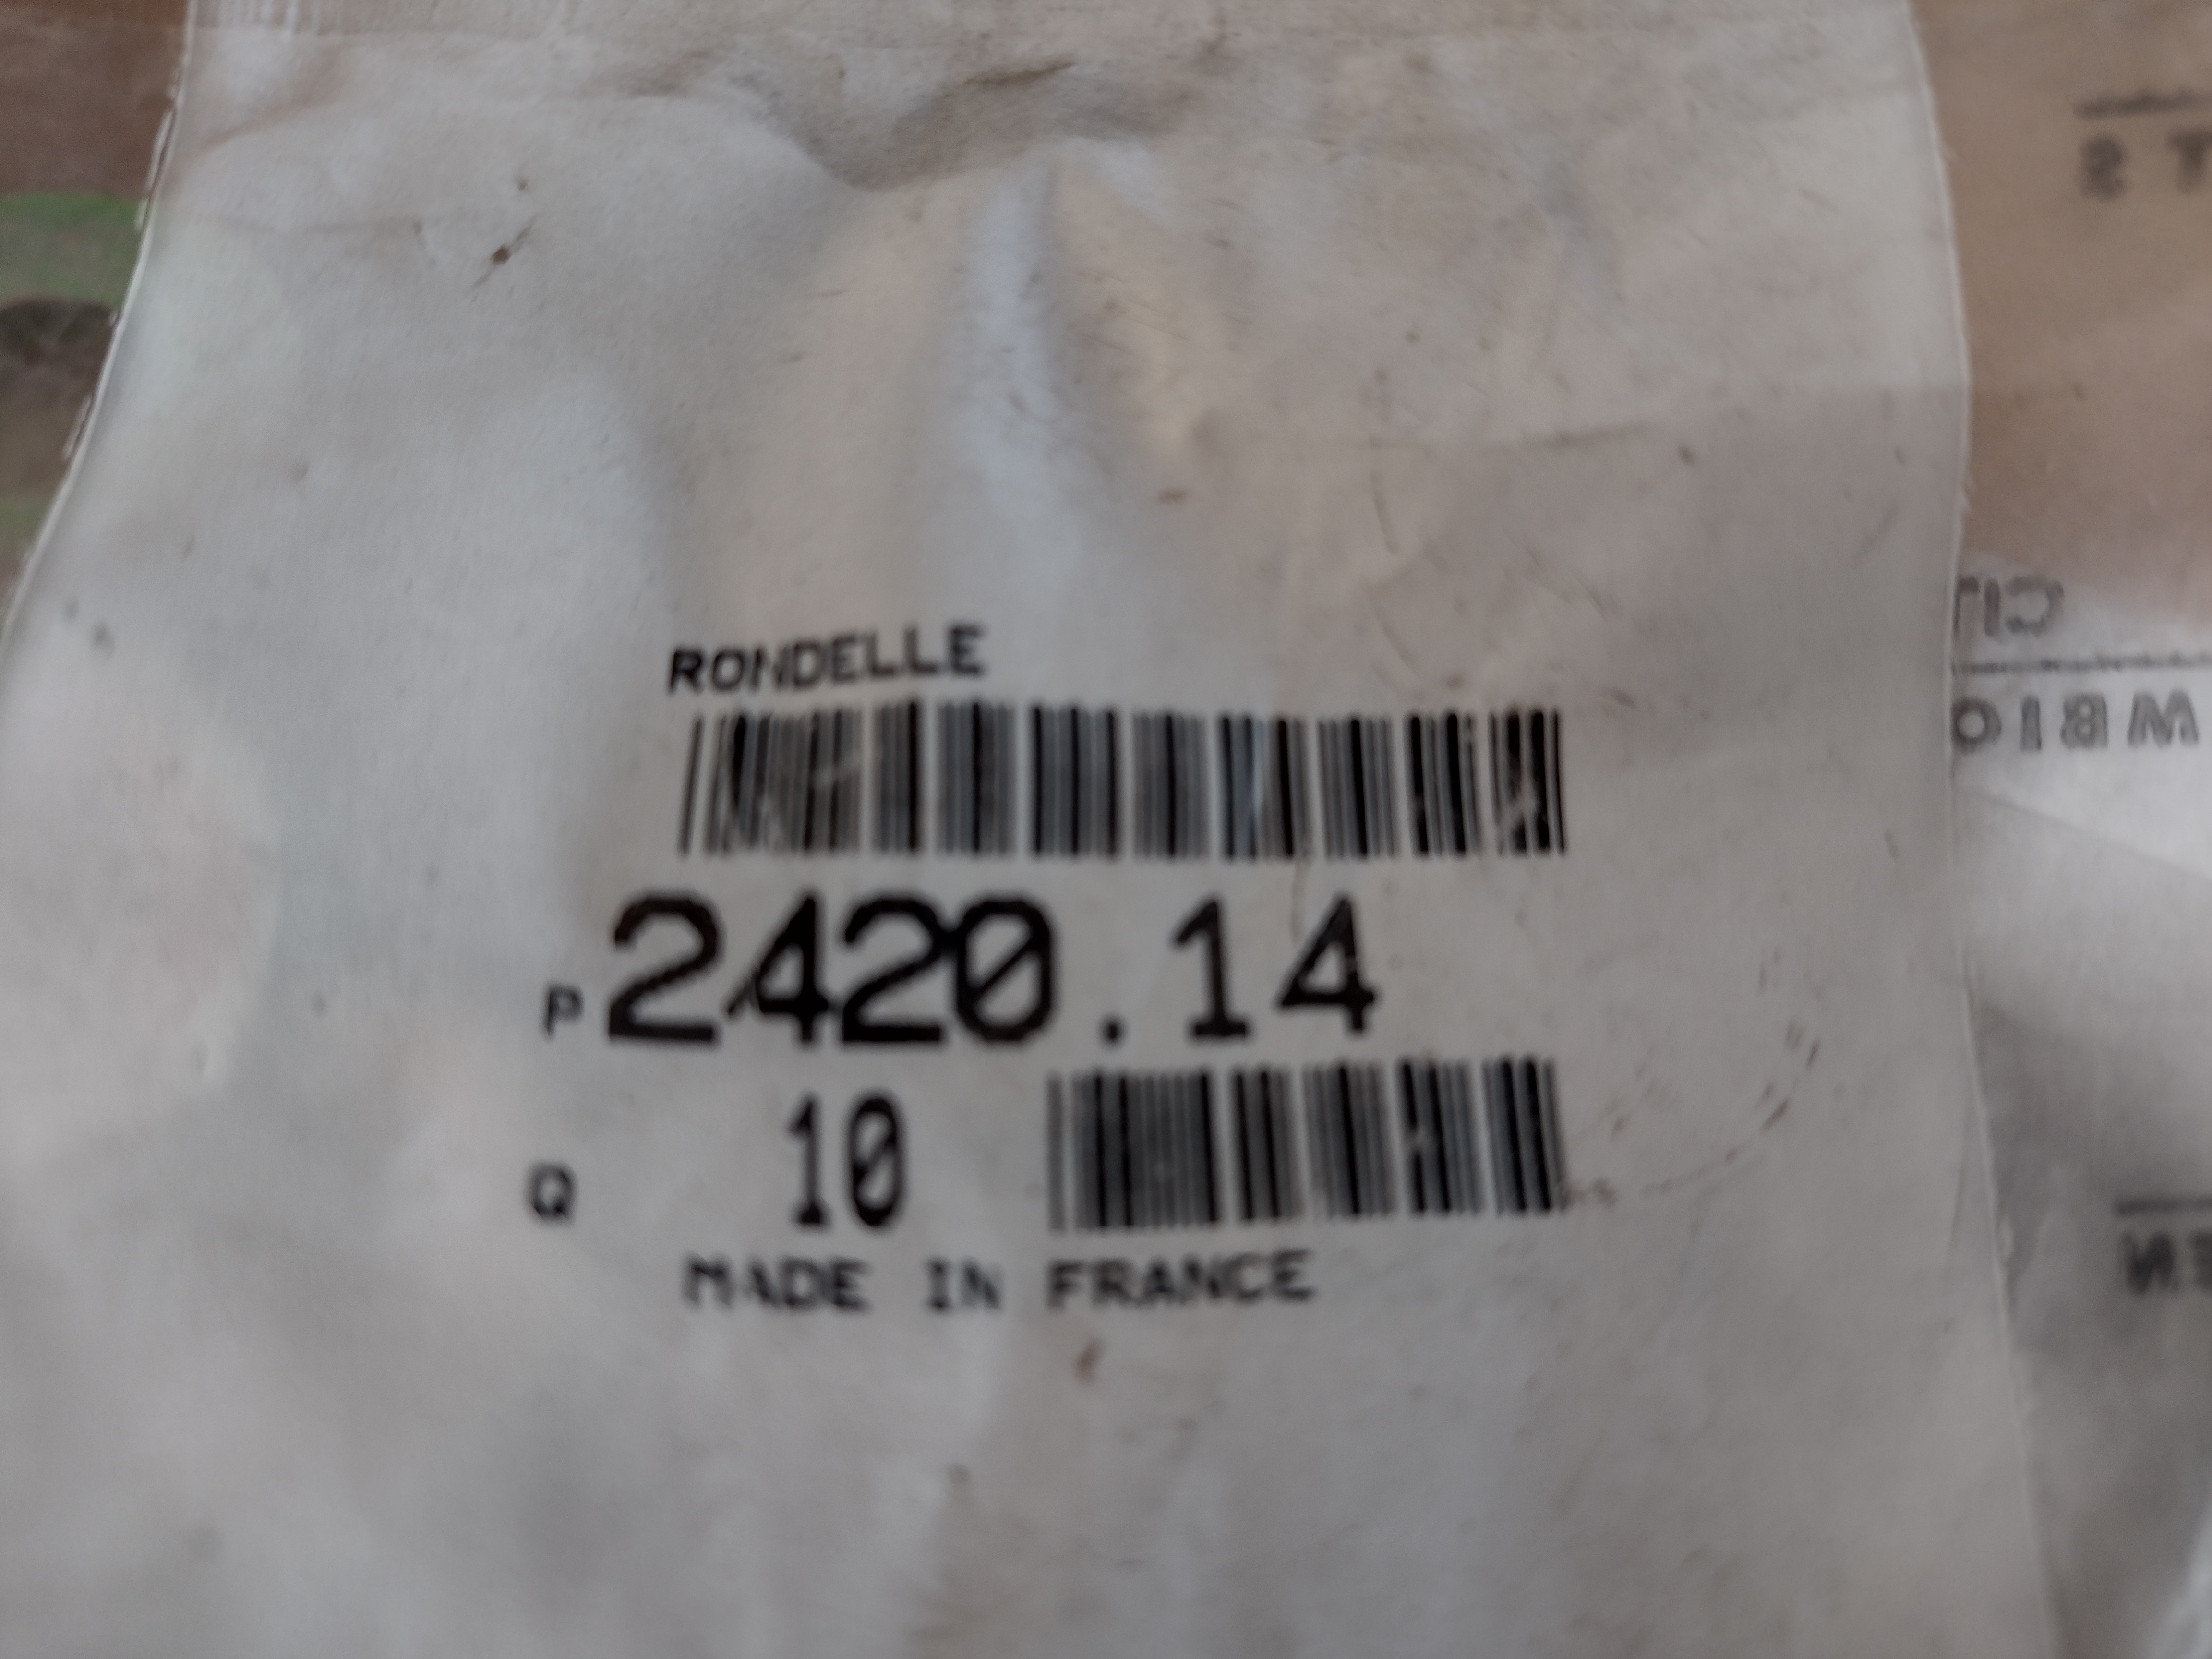 RONDELLE
P 2420.14
Q 10
MADE IN FRANCE